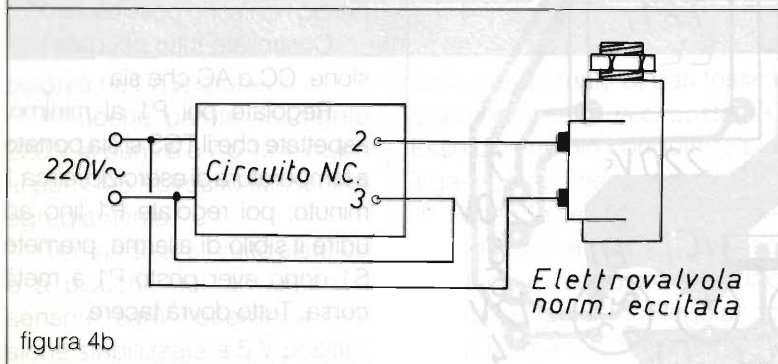 220V~
Circuito N.C.
2
3
Elettrovalvola
norm. eccitata
figura 4b